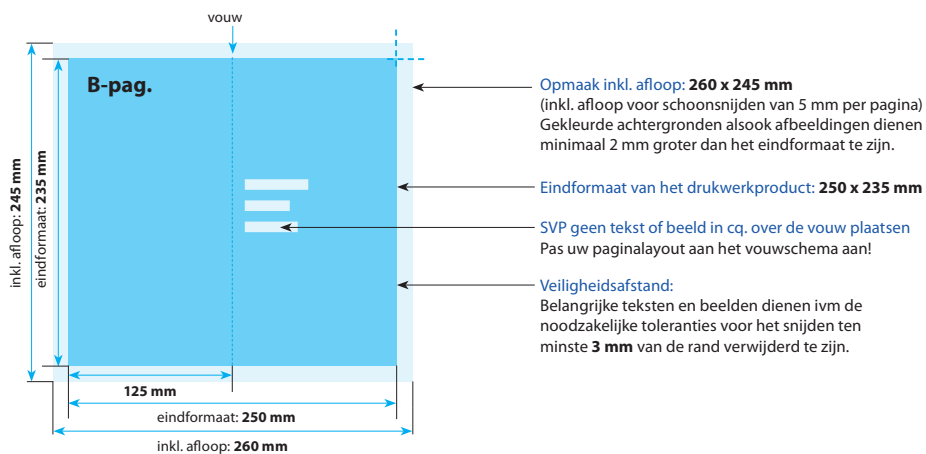 vouw
B-pag.
inkl. afloop: 245 mm
eindformaat: 235 mm
Opmaak inkl. afloop: 260 x 245 mm
(inkl. afloop voor schoonsnijden van 5 mm per pagina)
Gekleurde achtergronden alsook afbeeldingen dienen
minimaal 2 mm groter dan het eindformaat te zijn.
Eindformaat van het drukwerkproduct: 250 x 235 mm
SVP geen tekst of beeld in cq. over de vouw plaatsen
Pas uw paginalayout aan het vouwschema aan!
Veiligheidsafstand:
Belangrijke teksten en beelden dienen ivm de
noodzakelijke toleranties voor het snijden ten
minste 3 mm van de rand verwijderd te zijn.
125 mm
eindformaat: 250 mm
inkl. afloop: 260 mm